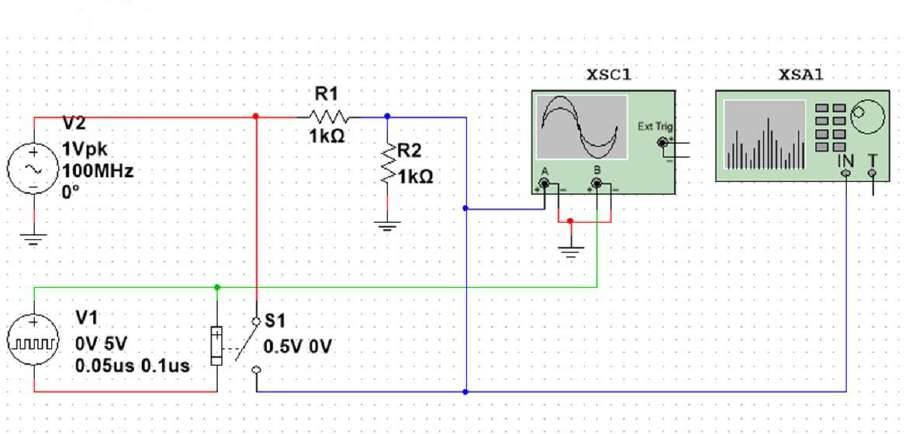 XSC1
XSA1
R1
1kΩ
V2
1Vpk
100MHz
0°
R2
1kΩ
Ext Trig
A
B
IN T
V1
0V 5V
0.05us 0.1us
S1
0.5V 0V